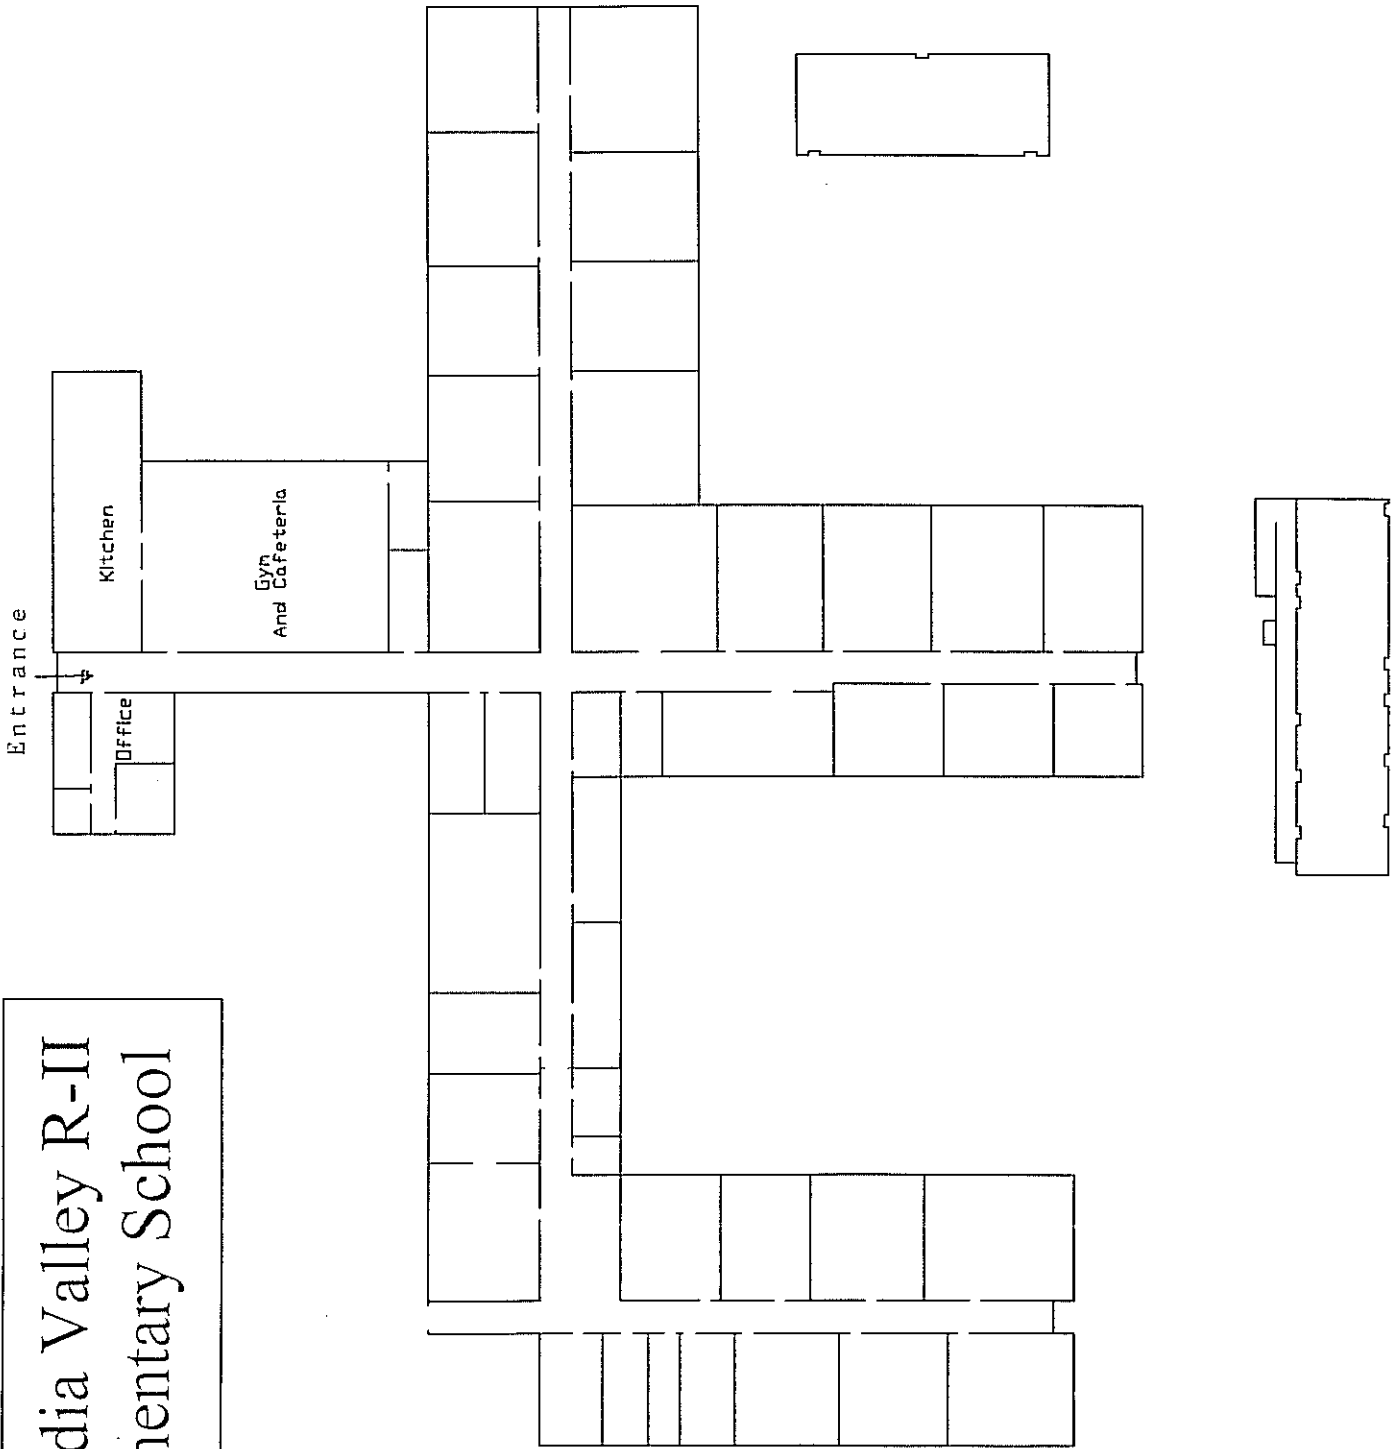 Entrance
Kitchen
Gym
And Cafeteria
Office
dia Valley R-II
nentary School